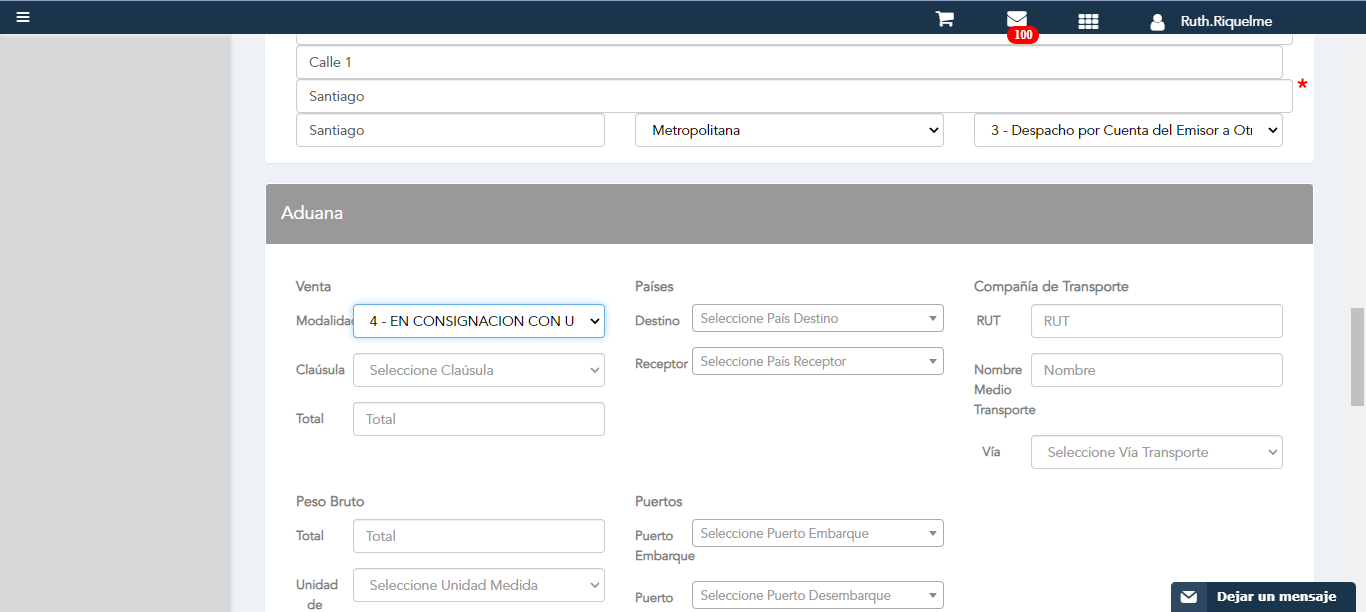 Ruth.Riquelme
100
Calle 1
Santiago
*
Santiago
Metropolitana
3 - Despacho por Cuenta del Emisor a Otr
Aduana
Venta
Países
Compañía de Transporte
Modalidad
4 - EN CONSIGNACION CON U
Destino
Seleccione País Destino
RUT
RUT
Claúsula
Seleccione Claúsula
Receptor
Seleccione País Receptor
Nombre
Medio
Transporte
Nombre
Total
Total
Vía
Seleccione Vía Transporte
Peso Bruto
Puertos
Total
Total
Puerto
Embarque
Seleccione Puerto Embarque
Unidad
de
Seleccione Unidad Medida
Puerto
Seleccione Puerto Desembarque
Dejar un mensaje